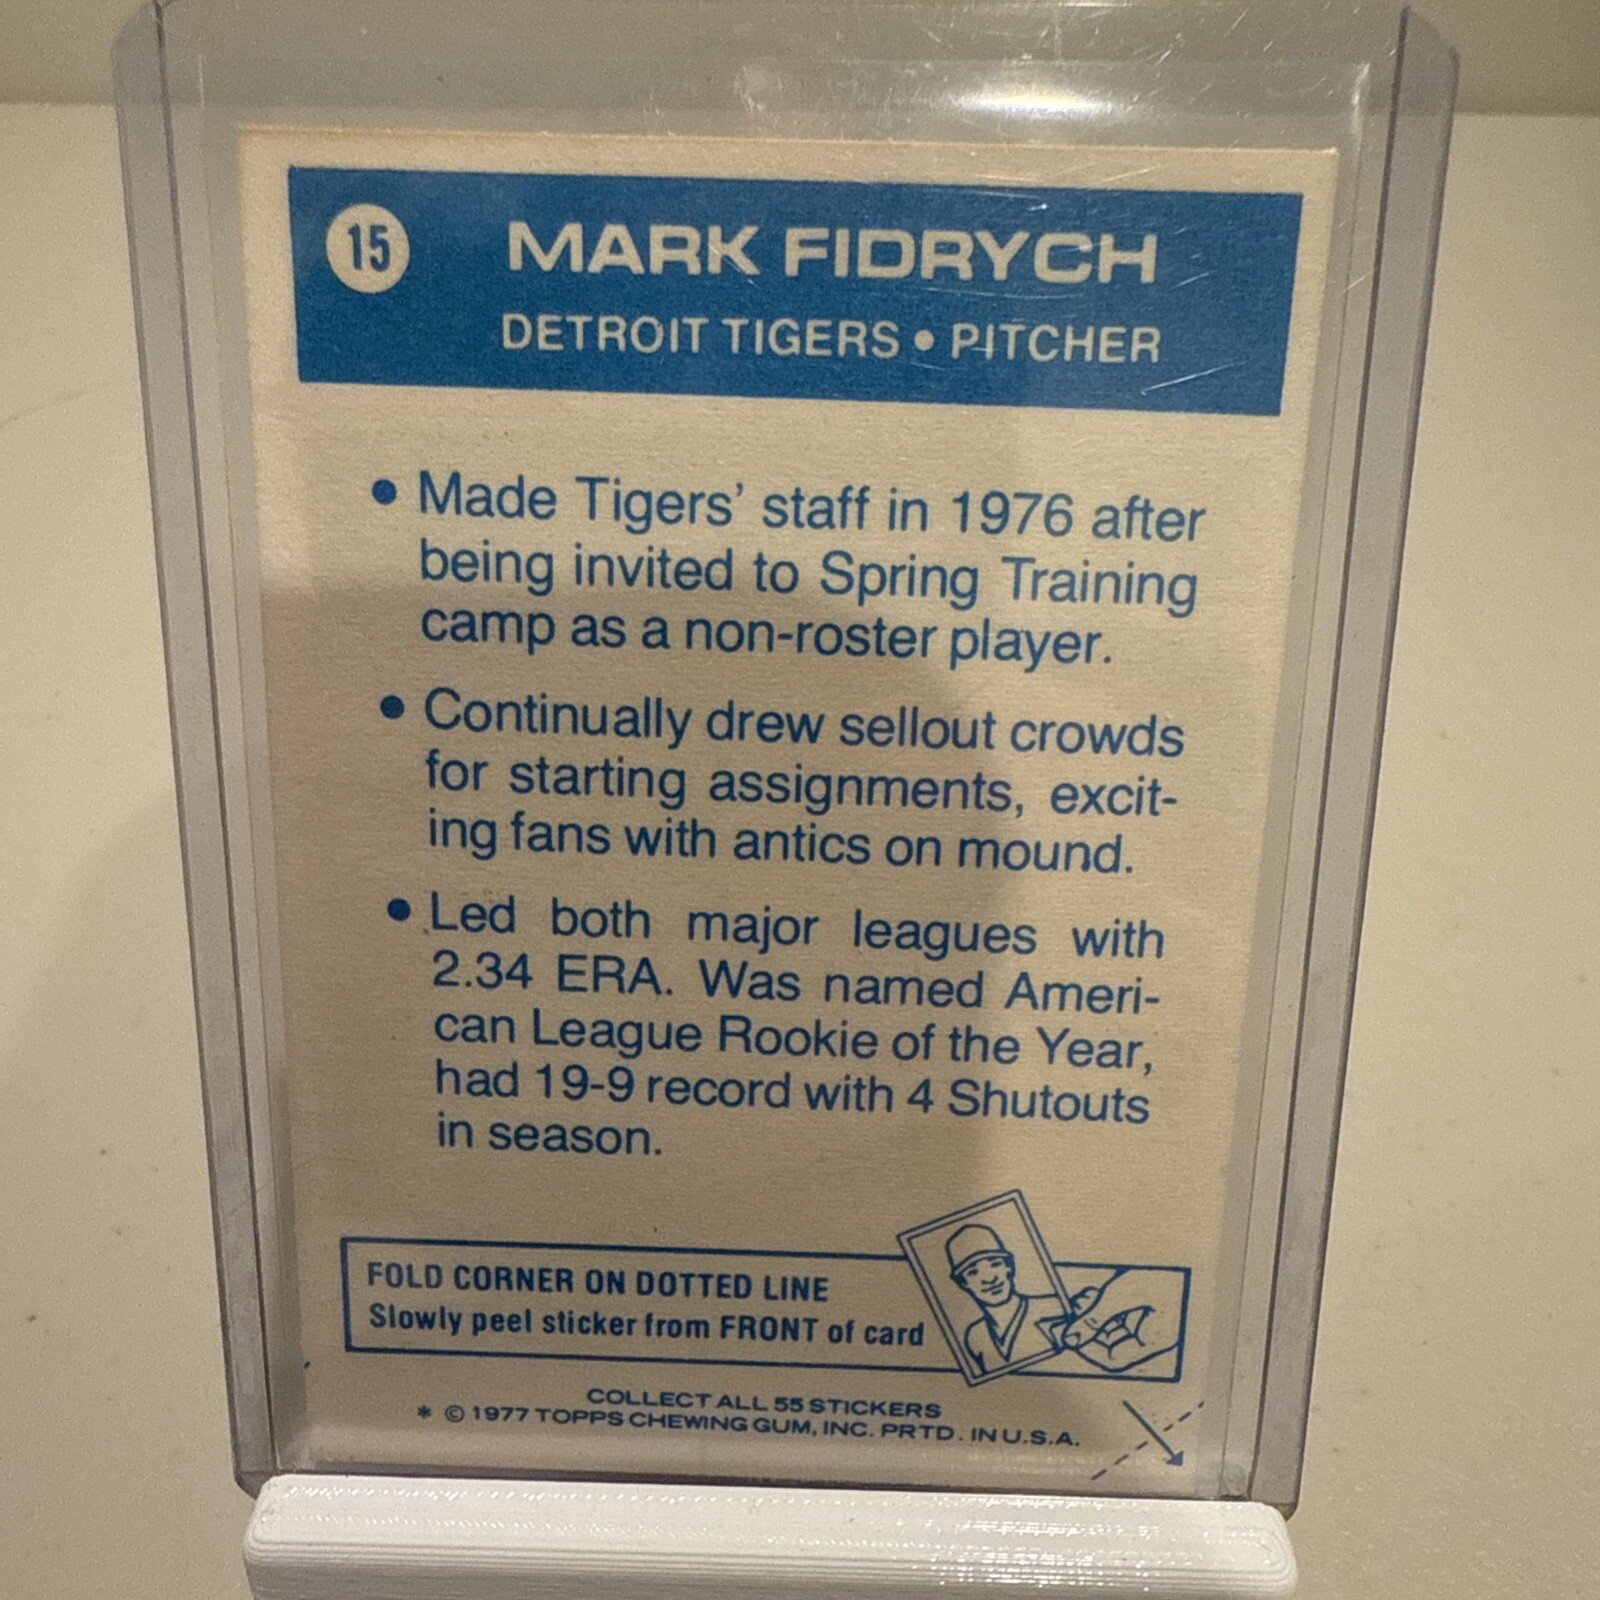 15
MARK FIDRYCH
DETROIT TIGERS • PITCHER
• Made Tigers' staff in 1976 after
being invited to Spring Training
camp as a non-roster player.
• Continually drew sellout crowds
for starting assignments, excit-
ing fans with antics on mound.
• Led both major leagues with
2.34 ERA. Was named Ameri-
can League Rookie of the Year,
had 19-9 record with 4 Shutouts
in season.
FOLD CORNER ON DOTTED LINE
Slowly peel sticker from FRONT of card
COLLECT ALL 55 STICKERS
* © 1977 TOPPS CHEWING GUM, INC. PRTD. IN U.S.A.